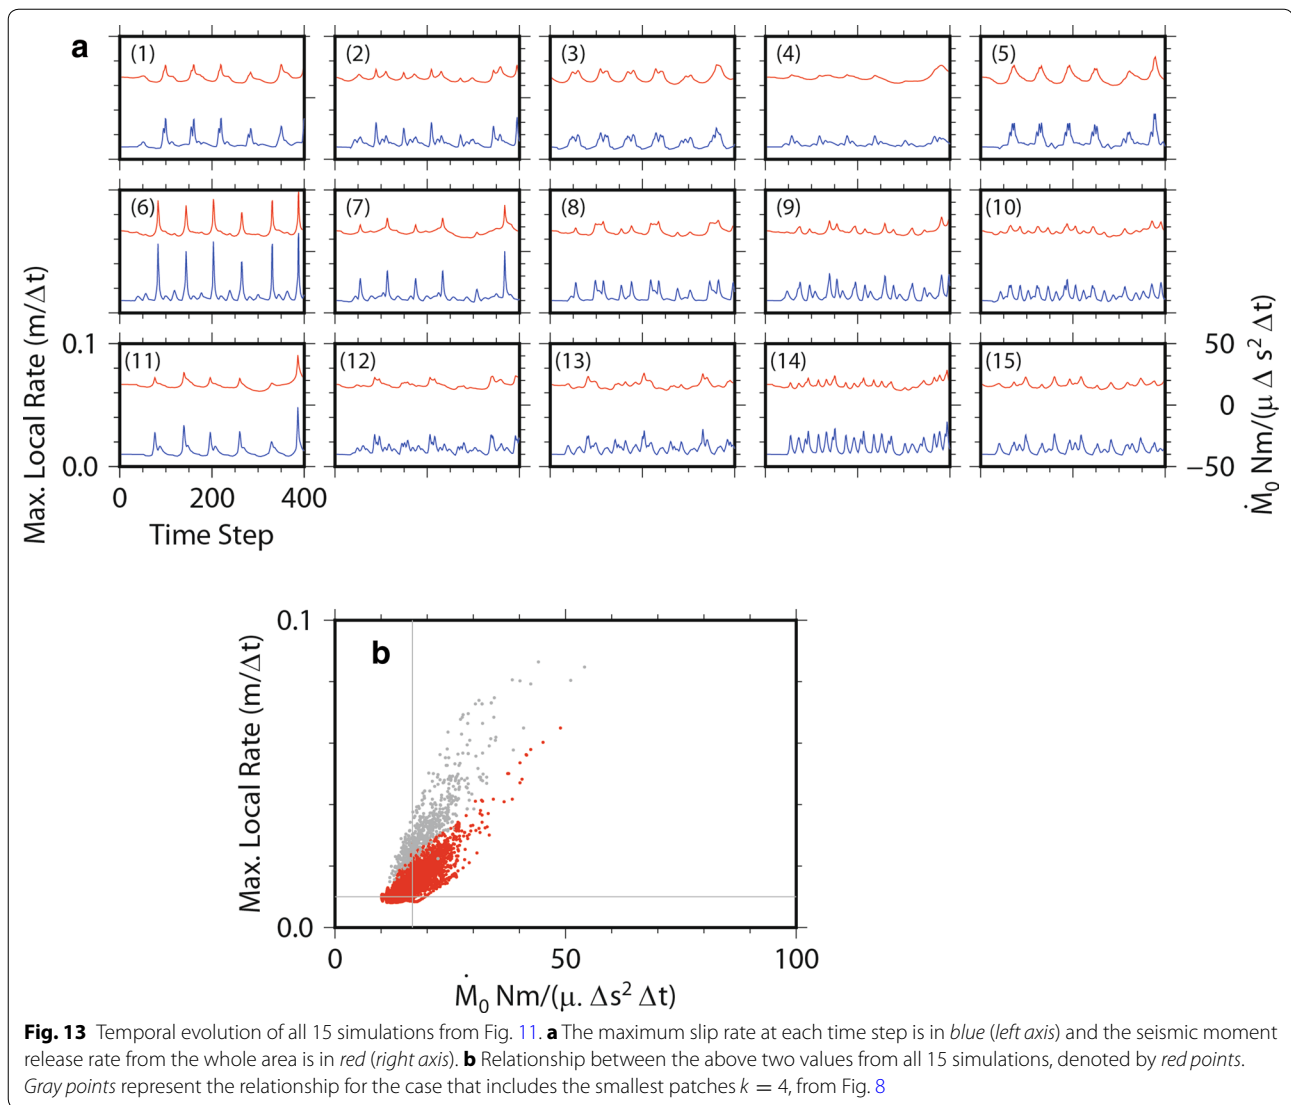 a
(1) (2) (3) (4) (5)
(6) (7) (8) (9) (10)
Max. Local Rate (m/Δt)
0.1 (11) (12) (13) (14) (15) 50
0
0.0 −50
Ṁ₀ Nm/(μ Δ s² Δt)
0 200 400
Time Step
0.1
b
Max. Local Rate (m/Δt)
0.0
0 50 100
Ṁ₀ Nm/(μ. Δs² Δt)
Fig. 13 Temporal evolution of all 15 simulations from Fig. 11. a The maximum slip rate at each time step is in blue (left axis) and the seismic moment
release rate from the whole area is in red (right axis). b Relationship between the above two values from all 15 simulations, denoted by red points.
Gray points represent the relationship for the case that includes the smallest patches k = 4, from Fig. 8